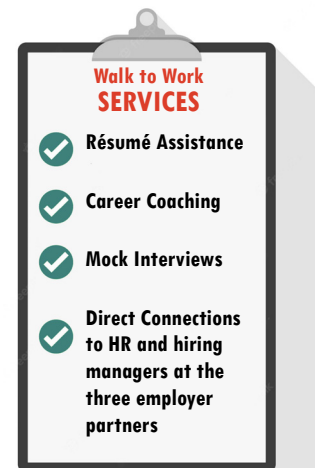 Walk to Work
SERVICES
Résumé Assistance
Career Coaching
Mock Interviews
Direct Connections
to HR and hiring
managers at the
three employer
partners